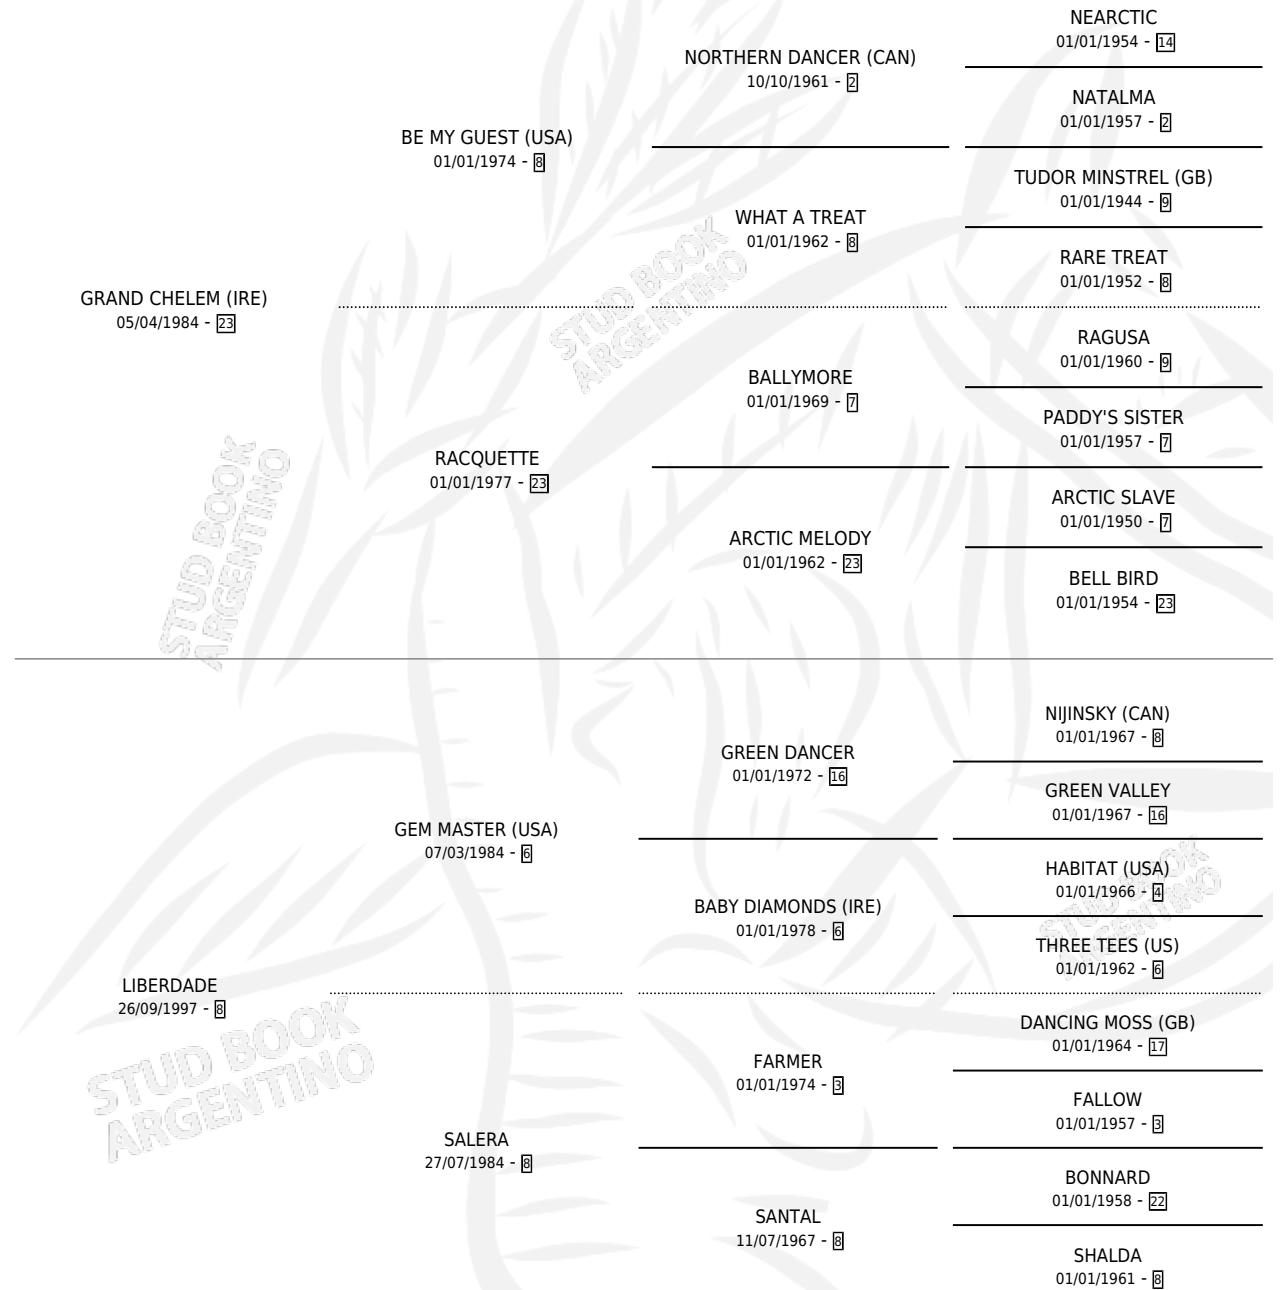 NEARCTIC
01/01/1954 - 14
NORTHERN DANCER (CAN)
10/10/1961 - 2
NATALMA
01/01/1957 - 2
BE MY GUEST (USA)
01/01/1974 - 8
TUDOR MINSTREL (GB)
01/01/1944 - 9
WHAT A TREAT
01/01/1962 - 8
RARE TREAT
01/01/1952 - 8
GRAND CHELEM (IRE)
05/04/1984 - 23
RAGUSA
01/01/1960 - 9
BALLYMORE
01/01/1969 - 7
PADDY'S SISTER
01/01/1957 - 7
RACQUETTE
01/01/1977 - 23
ARCTIC SLAVE
01/01/1950 - 7
ARCTIC MELODY
01/01/1962 - 23
BELL BIRD
01/01/1954 - 23
NIJINSKY (CAN)
01/01/1967 - 8
GREEN DANCER
01/01/1972 - 16
GREEN VALLEY
01/01/1967 - 16
GEM MASTER (USA)
07/03/1984 - 6
HABITAT (USA)
01/01/1966 - 4
BABY DIAMONDS (IRE)
01/01/1978 - 6
THREE TEES (US)
01/01/1962 - 6
LIBERDADE
26/09/1997 - 8
DANCING MOSS (GB)
01/01/1964 - 17
FARMER
01/01/1974 - 3
FALLOW
01/01/1957 - 3
SALERA
27/07/1984 - 8
BONNARD
01/01/1958 - 22
SANTAL
11/07/1967 - 8
SHALDA
01/01/1961 - 8
STUD BOOK
ARGENTINO
STUD BOOK
ARGENTINO
STUD BOOK
ARGENTINO
STUD BOOK
ARGENTINO